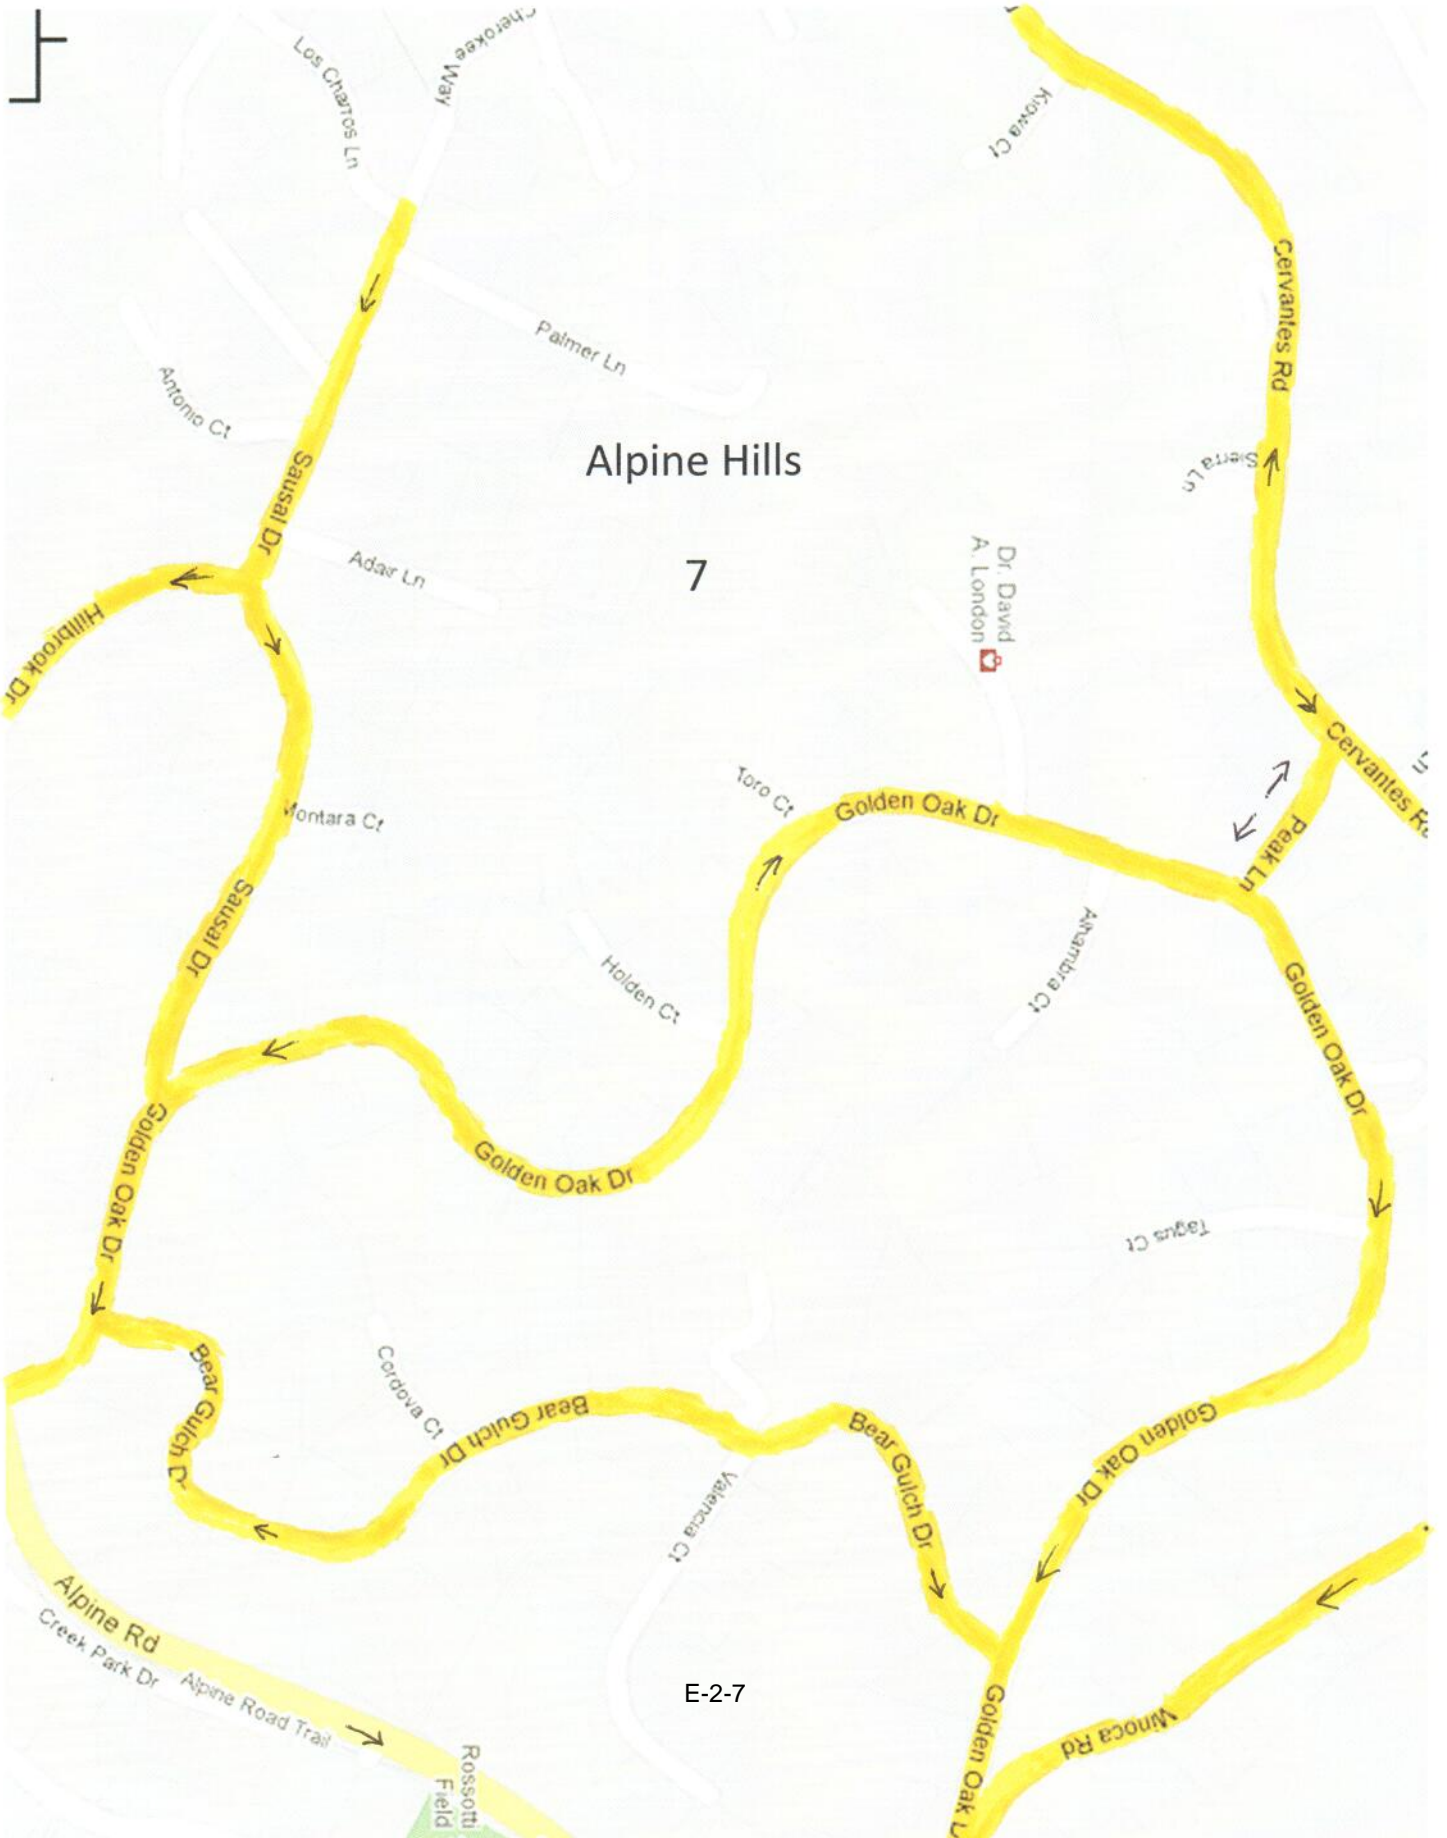 Los Charros Ln
Cherokee Way
Kiowa Ct
Cervantes Rd
Palmer Ln
Antonio Ct
Alpine Hills
Sierra Ln
Sausal Dr
Dr. David
A. London
Adair Ln
7
Hillbrook Dr
Cervantes Rd
Ln
Toro Ct
Golden Oak Dr
Montara Ct
Peak Ln
Sausal Dr
Alhambra Ct
Holden Ct
Golden Oak Dr
Golden Oak Dr
Golden Oak Dr
Tagus Ct
Cordova Ct
Bear Gulch Dr
Bear Gulch D
Bear Gulch Dr
Golden Oak Dr
Valencia Ct
Alpine Rd
Creek Park Dr
Alpine Road Trail
E-2-7
Minoca Rd
Golden Oak
Rossotti
Field